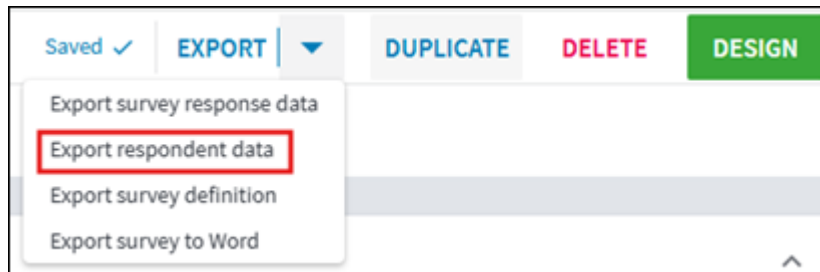 Saved EXPORT DUPLICATE DELETE DESIGN
Export survey response data
Export respondent data
Export survey definition
Export survey to Word